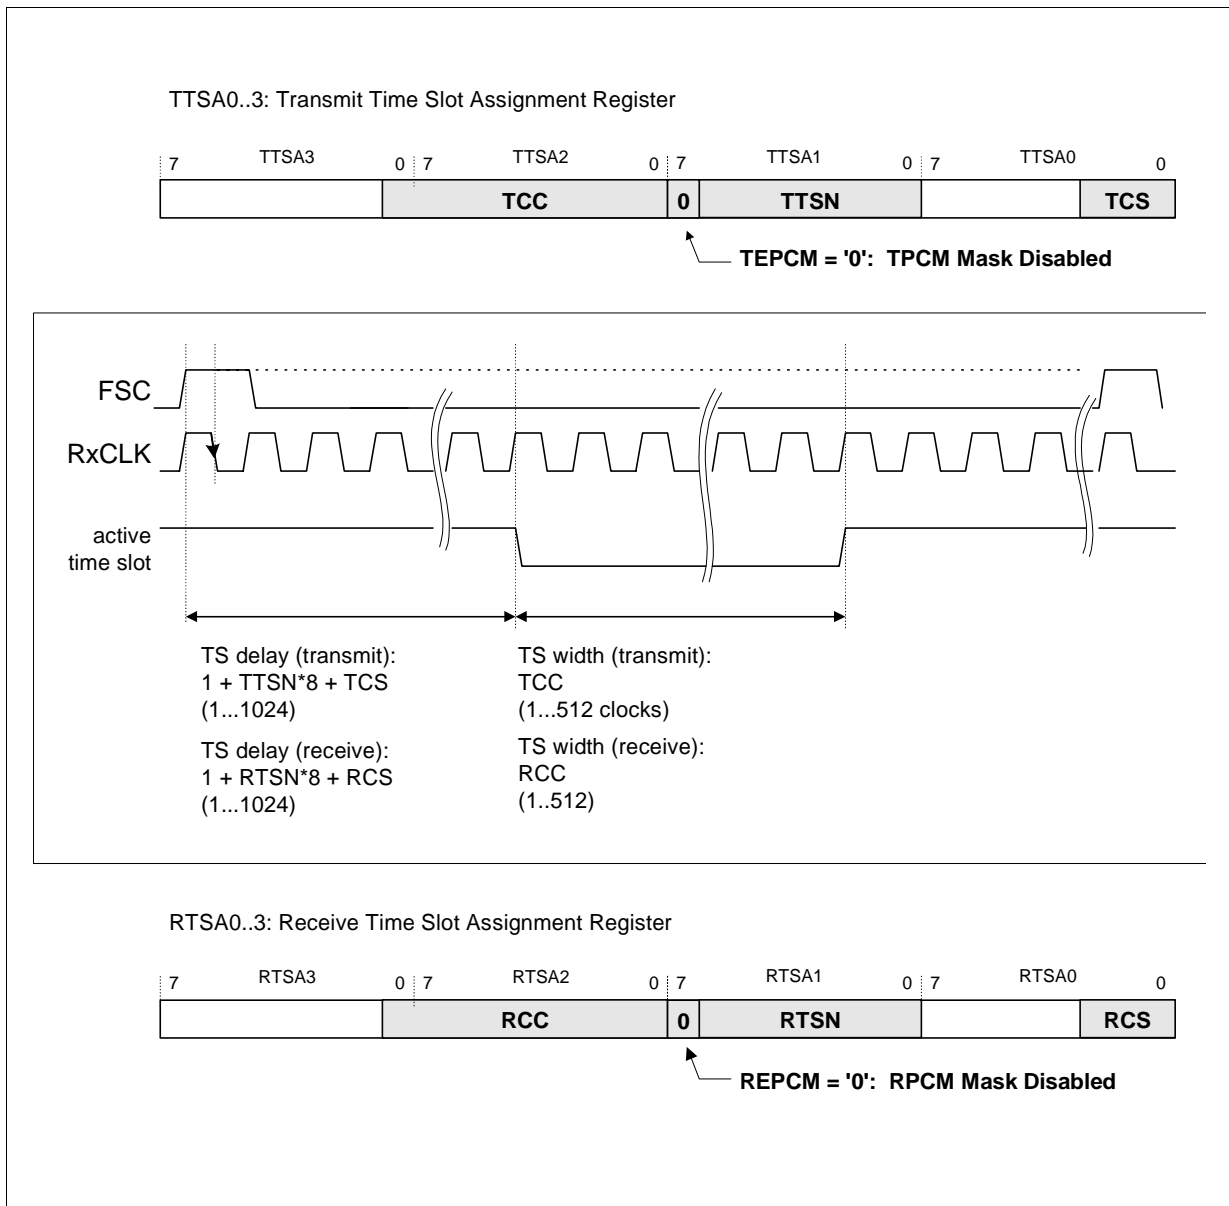 TTSA0..3: Transmit Time Slot Assignment Register
7 TTSA3 0 7 TTSA2 0 7 TTSA1 0 7 TTSA0 0
TCC 0 TTSN TCS
TEPCM = '0': TPCM Mask Disabled
FSC
RxCLK
active
time slot
TS delay (transmit):
1 + TTSN*8 + TCS
(1...1024)
TS width (transmit):
TCC
(1...512 clocks)
TS delay (receive):
1 + RTSN*8 + RCS
(1...1024)
TS width (receive):
RCC
(1..512)
RTSA0..3: Receive Time Slot Assignment Register
7 RTSA3 0 7 RTSA2 0 7 RTSA1 0 7 RTSA0 0
RCC 0 RTSN RCS
REPCM = '0': RPCM Mask Disabled